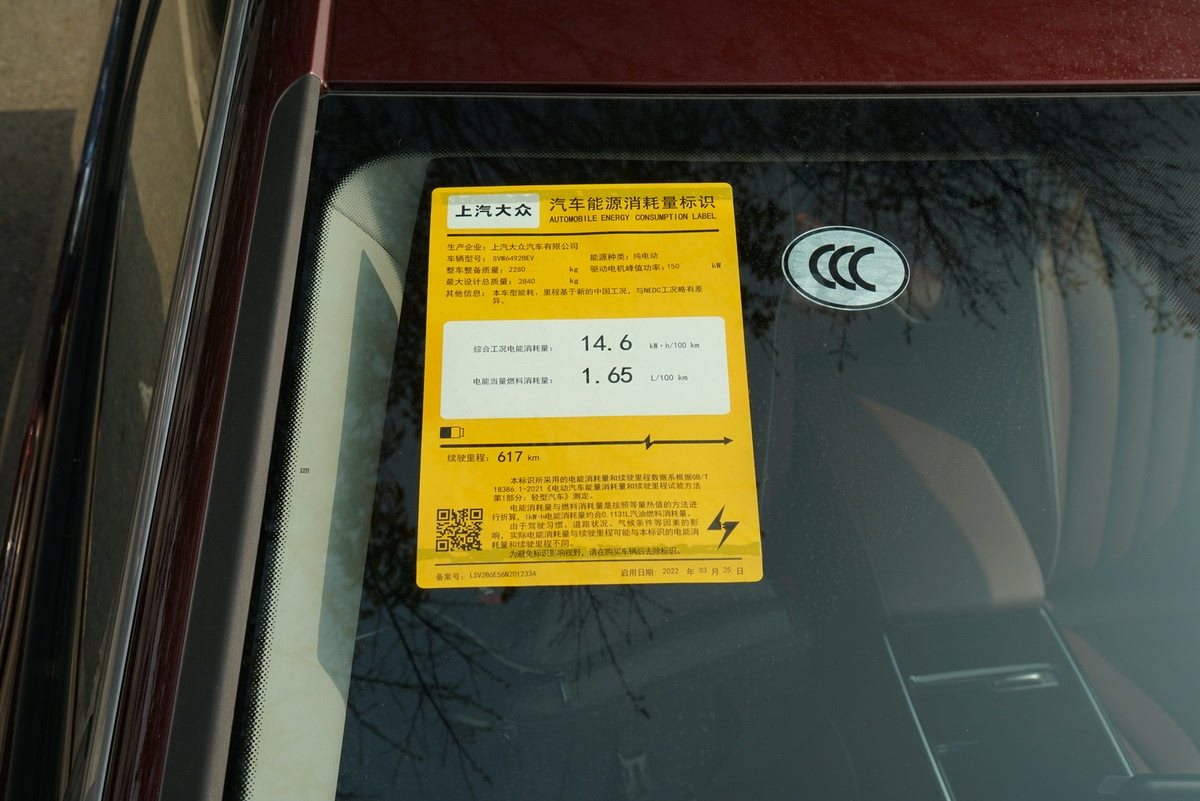 上汽大众
汽车能源消耗量标识
AUTOMOBILE ENERGY CONSUMPTION LABEL
生产企业：上汽大众汽车有限公司
车辆型号：SVW6492BEV 能源种类：纯电动
整车整备质量：2280 kg 驱动电机峰值功率：150 kW
最大设计总质量：2840 kg
其他信息：本车型能耗、里程基于新的中国工况，与NEDC工况略有差
异。
综合工况电能消耗量：14.6 kW·h/100 km
电能当量燃料消耗量：1.65 L/100 km
续驶里程：617 km
本标识所采用的电能消耗量和续驶里程数据系根据GB/T
18386.1-2021《电动汽车能量消耗量和续驶里程试验方法
第1部分：轻型汽车》测定。
电能消耗量与燃料消耗量是按照等量热值的方法进
行折算，1kW·h电能消耗量约合0.1131L汽油燃料消耗量。
由于驾驶习惯、道路状况、气候条件等因素的影
响，实际电能消耗量与续驶里程可能与本标识的电能消
耗量和续驶里程不同。
为避免标识影响视野，请在购买车辆后去除标识。
备案号：LSV2B6E56N2012334 启用日期：2022 年 03 月 25 日
CCC